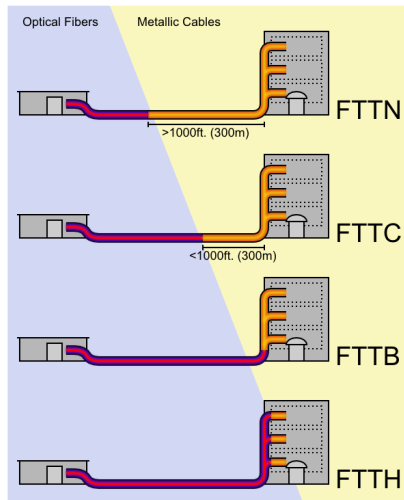 Optical Fibers
Metallic Cables
FTTN
>1000ft. (300m)
FTTC
<1000ft. (300m)
FTTB
FTTH